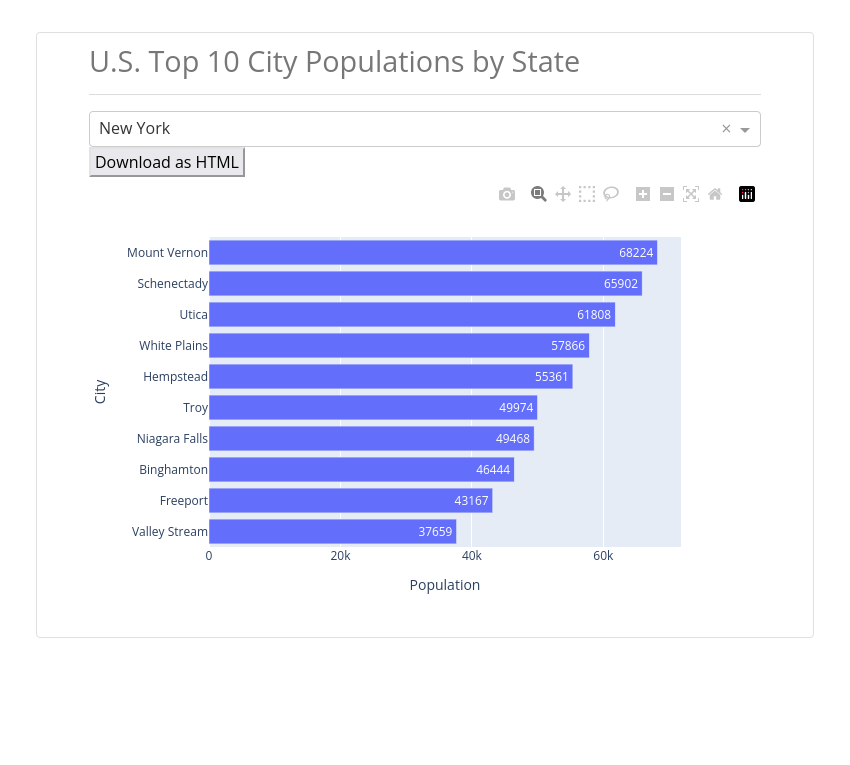 U.S. Top 10 City Populations by State
New York ×
Download as HTML
Mount Vernon 68224
Schenectady 65902
Utica 61808
White Plains 57866
Hempstead 55361
Troy 49974
Niagara Falls 49468
Binghamton 46444
Freeport 43167
Valley Stream 37659
City
0 20k 40k 60k
Population